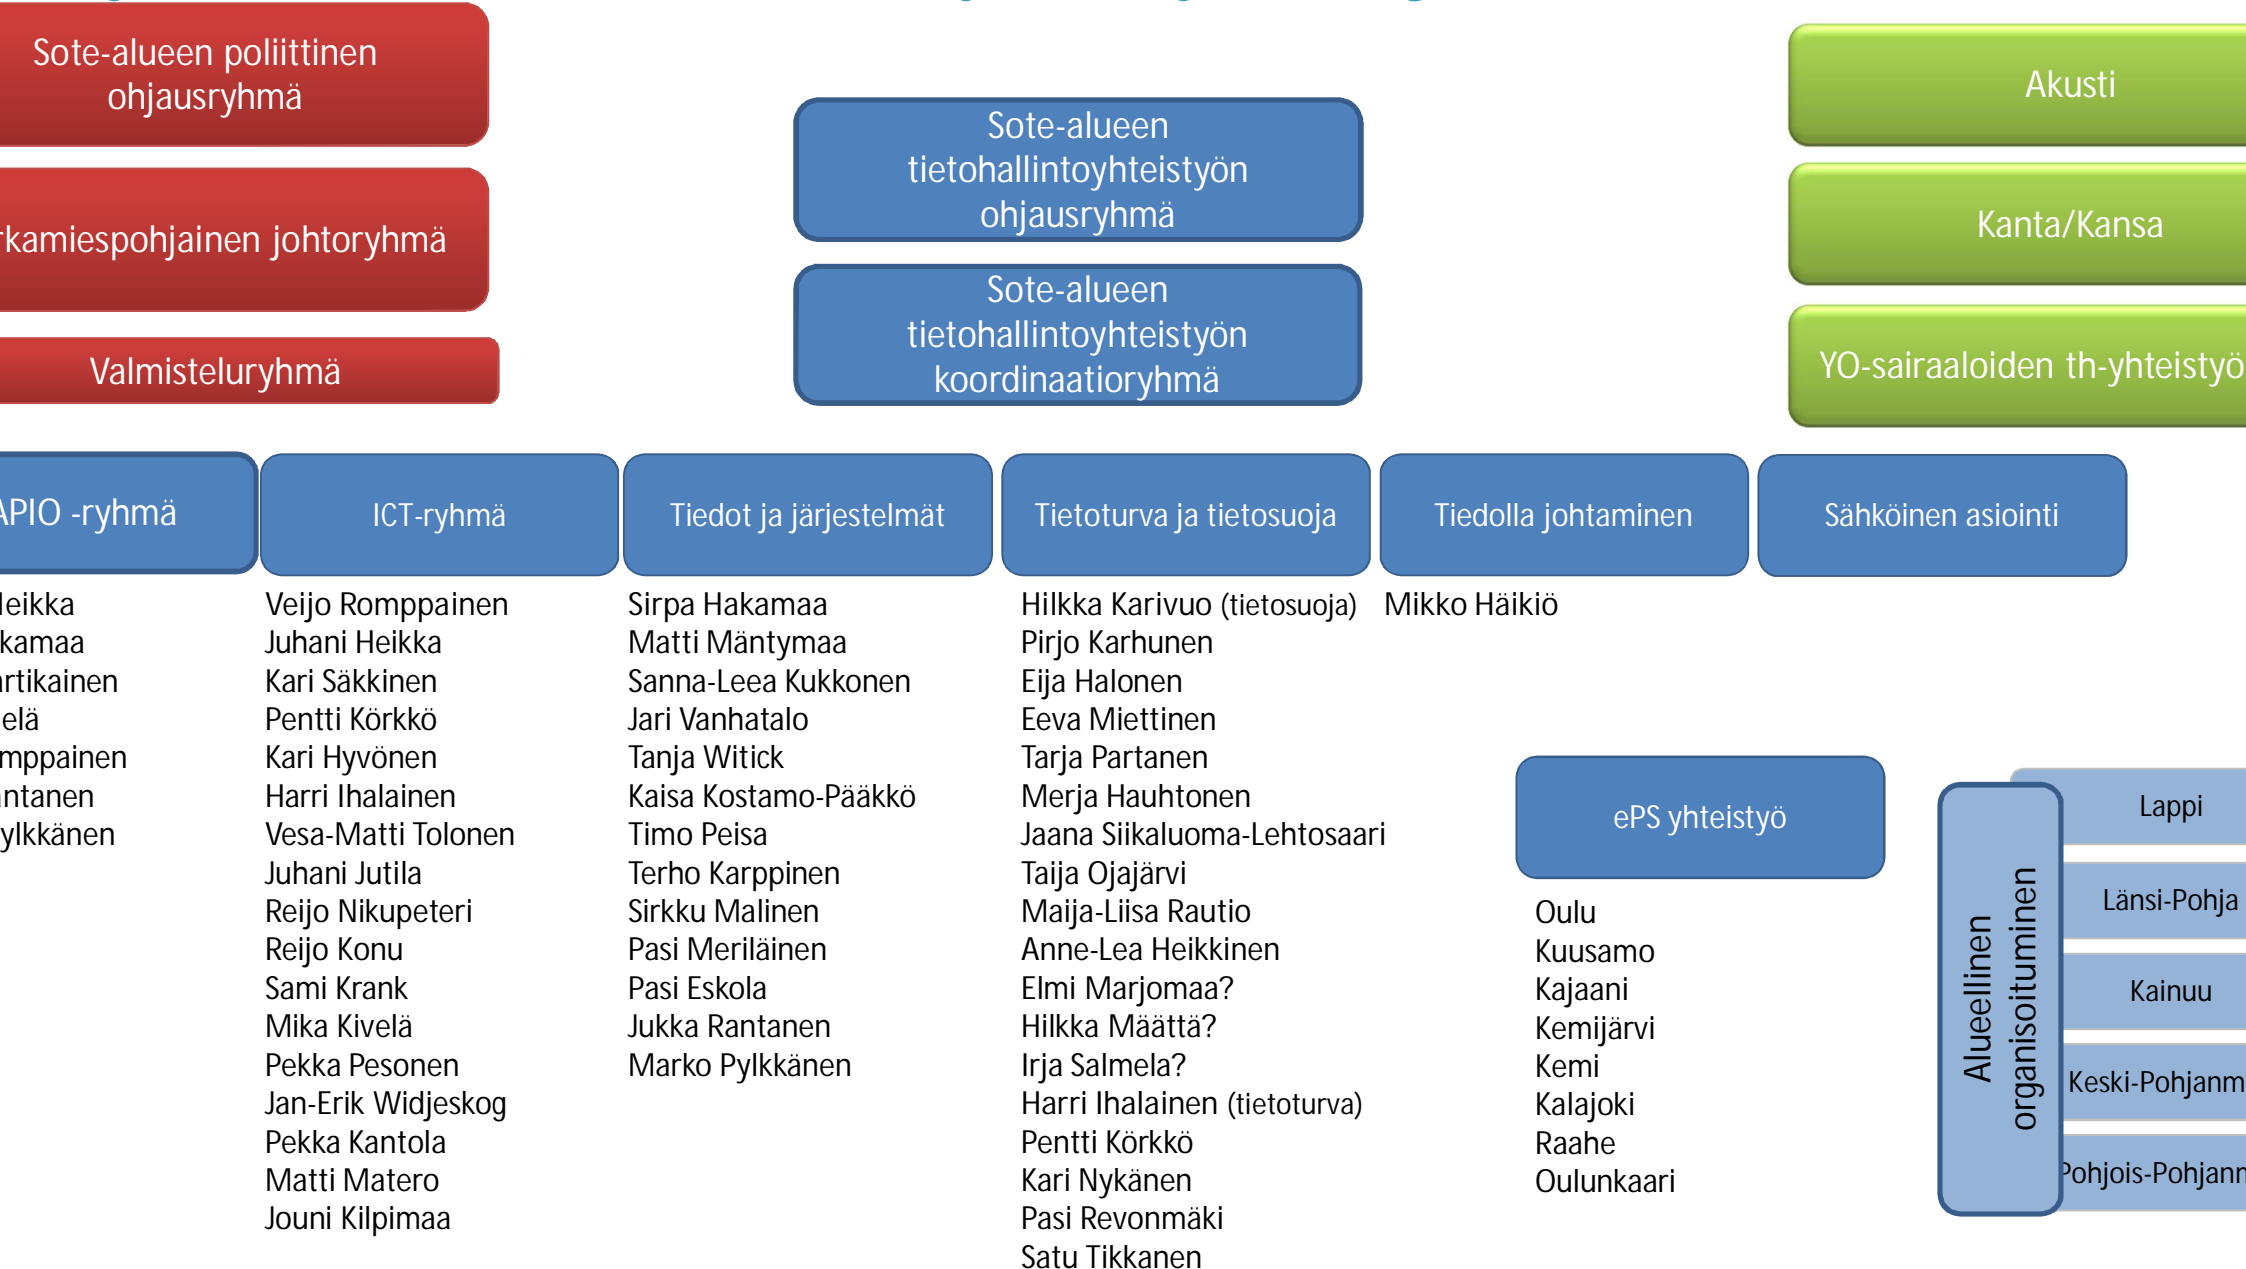 Sote-alueen poliittinen
ohjausryhmä
johtoryhmä
Valmisteluryhmä
Sote-alueen
tietohallintoyhteistyön
ohjausryhmä
Sote-alueen
tietohallintoyhteistyön
koordinaatioryhmä
Akusti
Kanta/Kansa
YO-sairaaloiden th-yhteistyö
-ryhmä
ICT-ryhmä
Tiedot ja järjestelmät
Tietoturva ja tietosuoja
Tiedolla johtaminen
Sähköinen asiointi
Veijo Romppainen
Juhani Heikka
Kari Säkkinen
Pentti Körkkö
Kari Hyvönen
Harri Ihalainen
Vesa-Matti Tolonen
Juhani Jutila
Reijo Nikupeteri
Reijo Konu
Sami Krank
Mika Kivelä
Pekka Pesonen
Jan-Erik Widjeskog
Pekka Kantola
Matti Matero
Jouni Kilpimaa
Sirpa Hakamaa
Matti Mäntymaa
Sanna-Leea Kukkonen
Jari Vanhatalo
Tanja Witick
Kaisa Kostamo-Pääkkö
Timo Peisa
Terho Karppinen
Sirkku Malinen
Pasi Meriläinen
Pasi Eskola
Jukka Rantanen
Marko Pylkkänen
Hilkka Karivuo (tietosuoja)
Pirjo Karhunen
Eija Halonen
Eeva Miettinen
Tarja Partanen
Merja Hauhtonen
Jaana Siikaluoma-Lehtosaari
Taija Ojajärvi
Maija-Liisa Rautio
Anne-Lea Heikkinen
Elmi Marjomaa?
Hilkka Määttä?
Irja Salmela?
Harri Ihalainen (tietoturva)
Pentti Körkkö
Kari Nykänen
Pasi Revonmäki
Satu Tikkanen
Mikko Häikiö
ePS yhteistyö
Oulu
Kuusamo
Kajaani
Kemijärvi
Kemi
Kalajoki
Raahe
Oulunkaari
Alueellinen
organisoituminen
Lappi
Länsi-Pohja
Kainuu